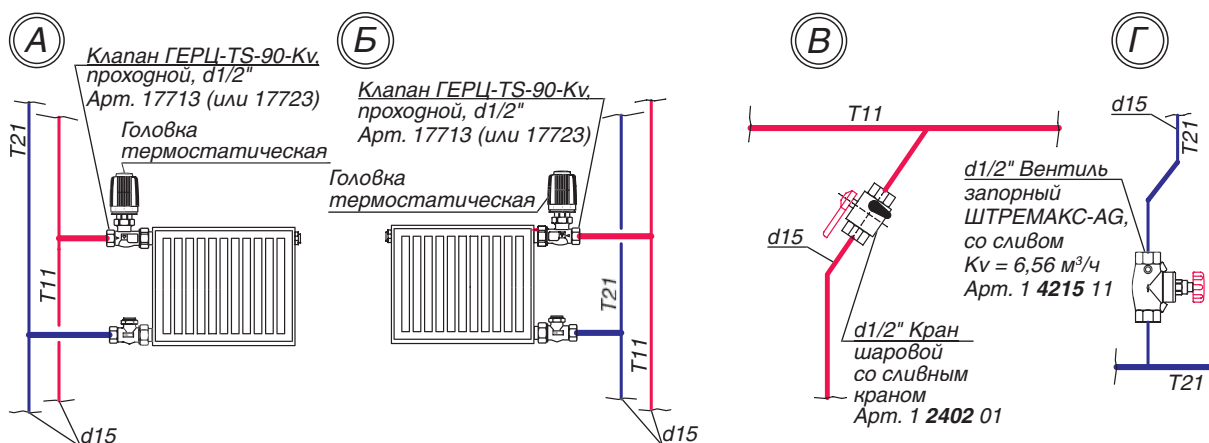 А
Клапан ГЕРЦ-TS-90-Kv,
проходной, d1/2"
Арт. 17713 (или 17723)
Головка
термостатическая
T21
T11
d15
Б
Клапан ГЕРЦ-TS-90-Kv,
проходной, d1/2"
Арт. 17713 (или 17723)
Головка
термостатическая
T21
T11
d15
В
T11
d15
d1/2" Кран
шаровой
со сливным
краном
Арт. 1 2402 01
Г
d15
T21
d1/2" Вентиль
запорный
ШТРЕМАКС-AG,
со сливом
Kv = 6,56 м³/ч
Арт. 1 4215 11
T21